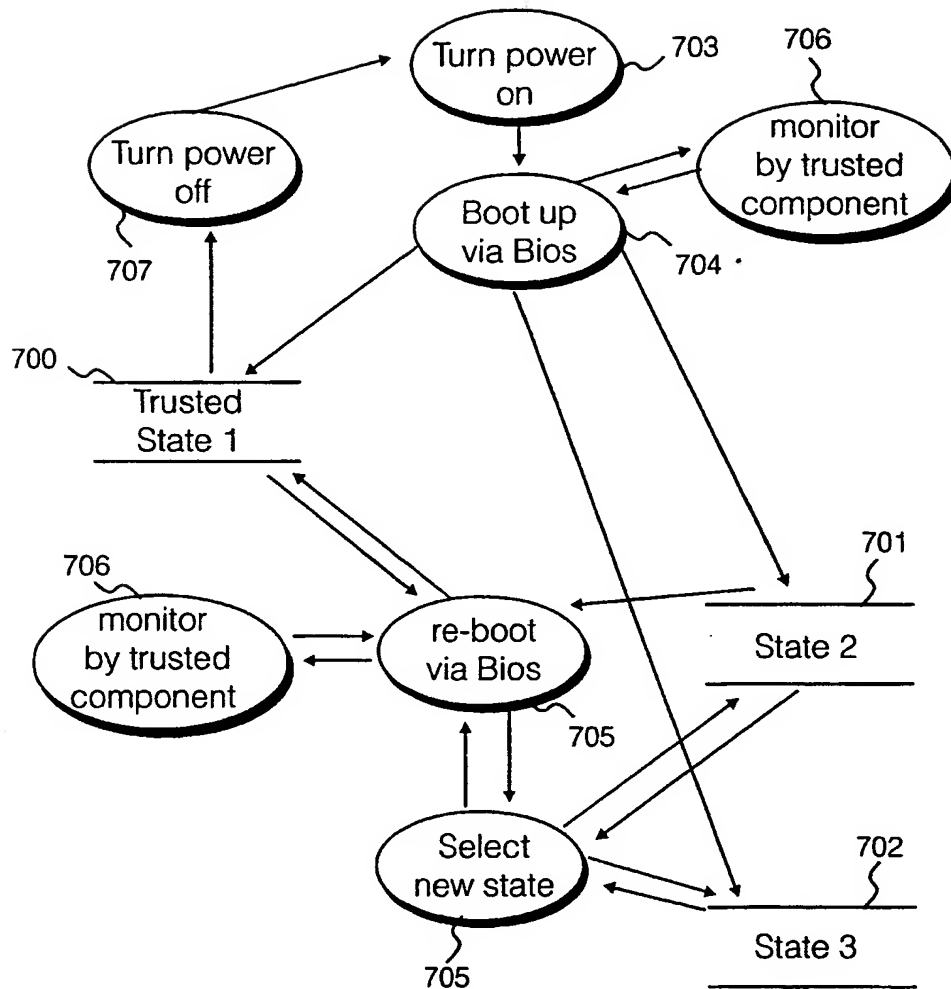 Turn power
on
703
706
monitor
by trusted
component
Turn power
off
707
Boot up
via Bios
704
700
Trusted
State 1
706
monitor
by trusted
component
re-boot
via Bios
705
701
State 2
Select
new state
705
702
State 3